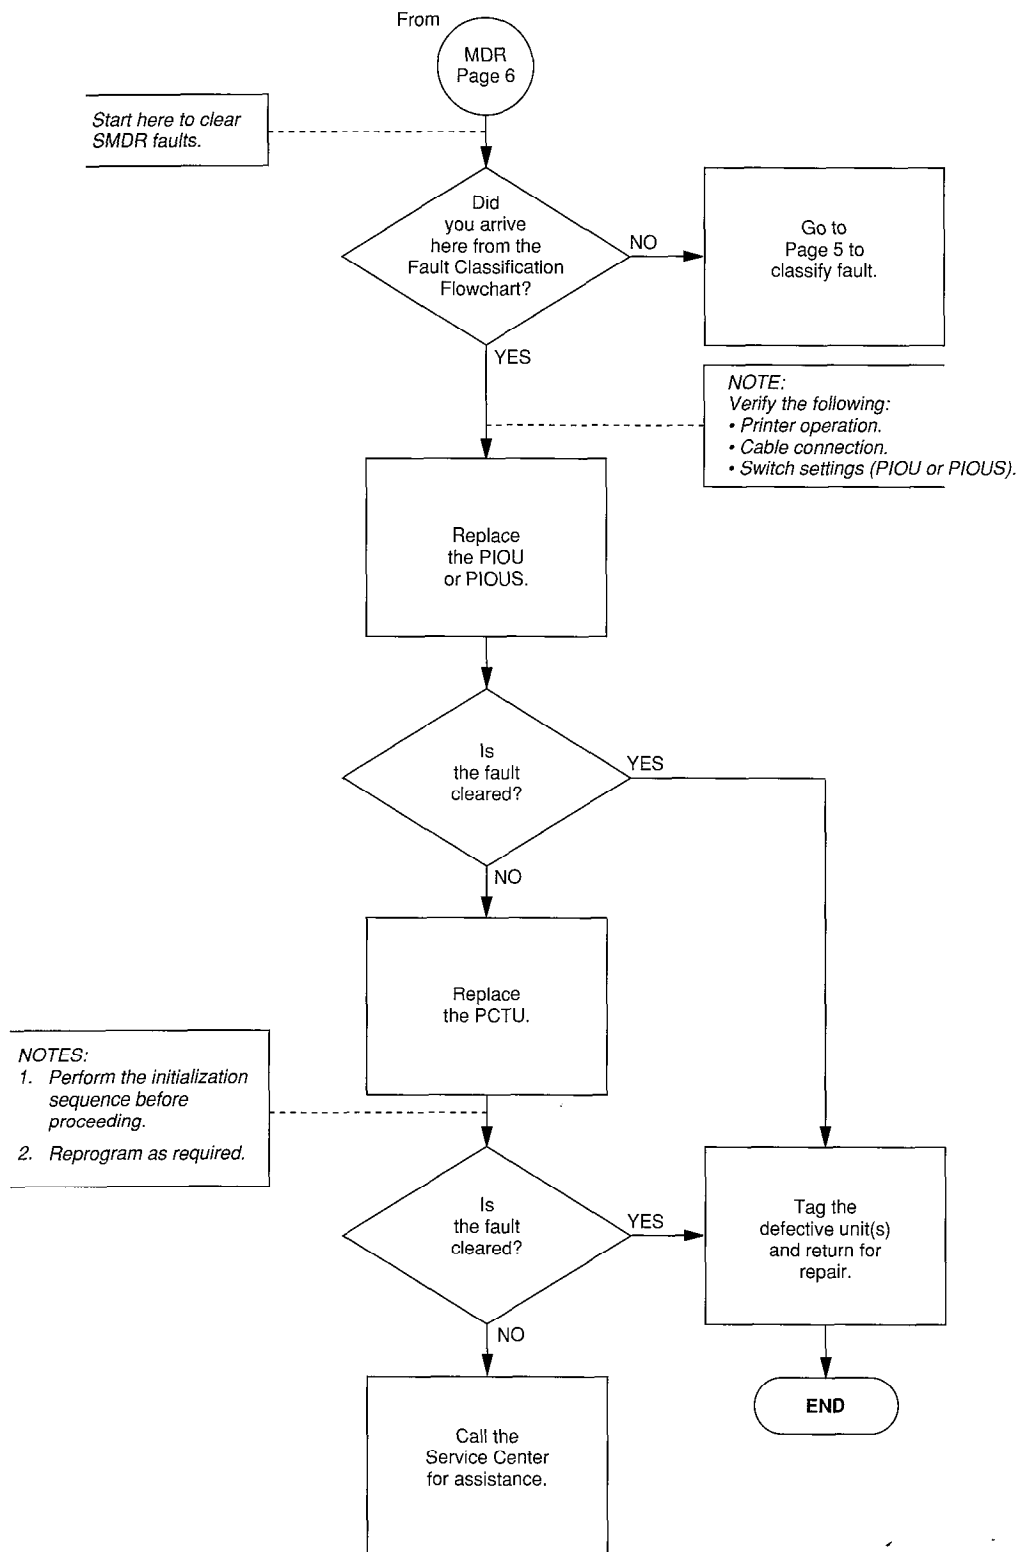 From
MDR
Page 6
Start here to clear
SMDR faults.
Did
you arrive
here from the
Fault Classification
Flowchart?
NO
Go to
Page 5 to
classify fault.
YES
NOTE:
Verify the following:
• Printer operation.
• Cable connection.
• Switch settings (PIOU or PIOUS).
Replace
the PIOU
or PIOUS.
Is
the fault
cleared?
YES
NO
Replace
the PCTU.
NOTES:
1. Perform the initialization
sequence before
proceeding.
2. Reprogram as required.
Is
the fault
cleared?
YES
Tag the
defective unit(s)
and return for
repair.
NO
END
Call the
Service Center
for assistance.